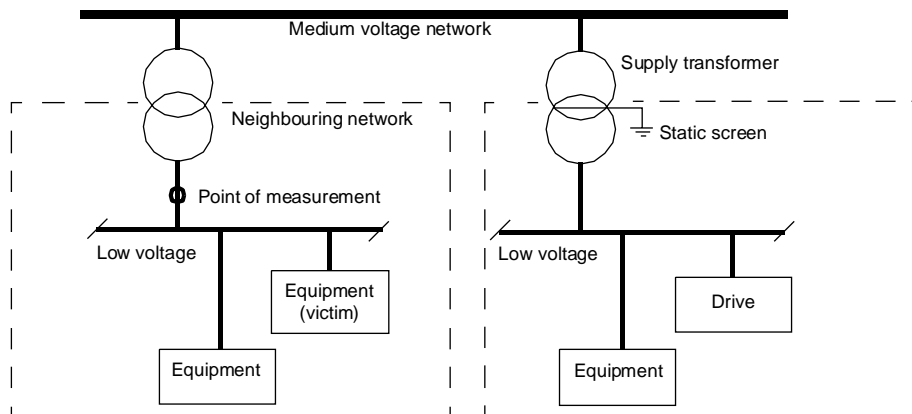 Medium voltage network
Supply transformer
Neighbouring network
Static screen
Point of measurement
Low voltage
Low voltage
Equipment
(victim)
Drive
Equipment
Equipment